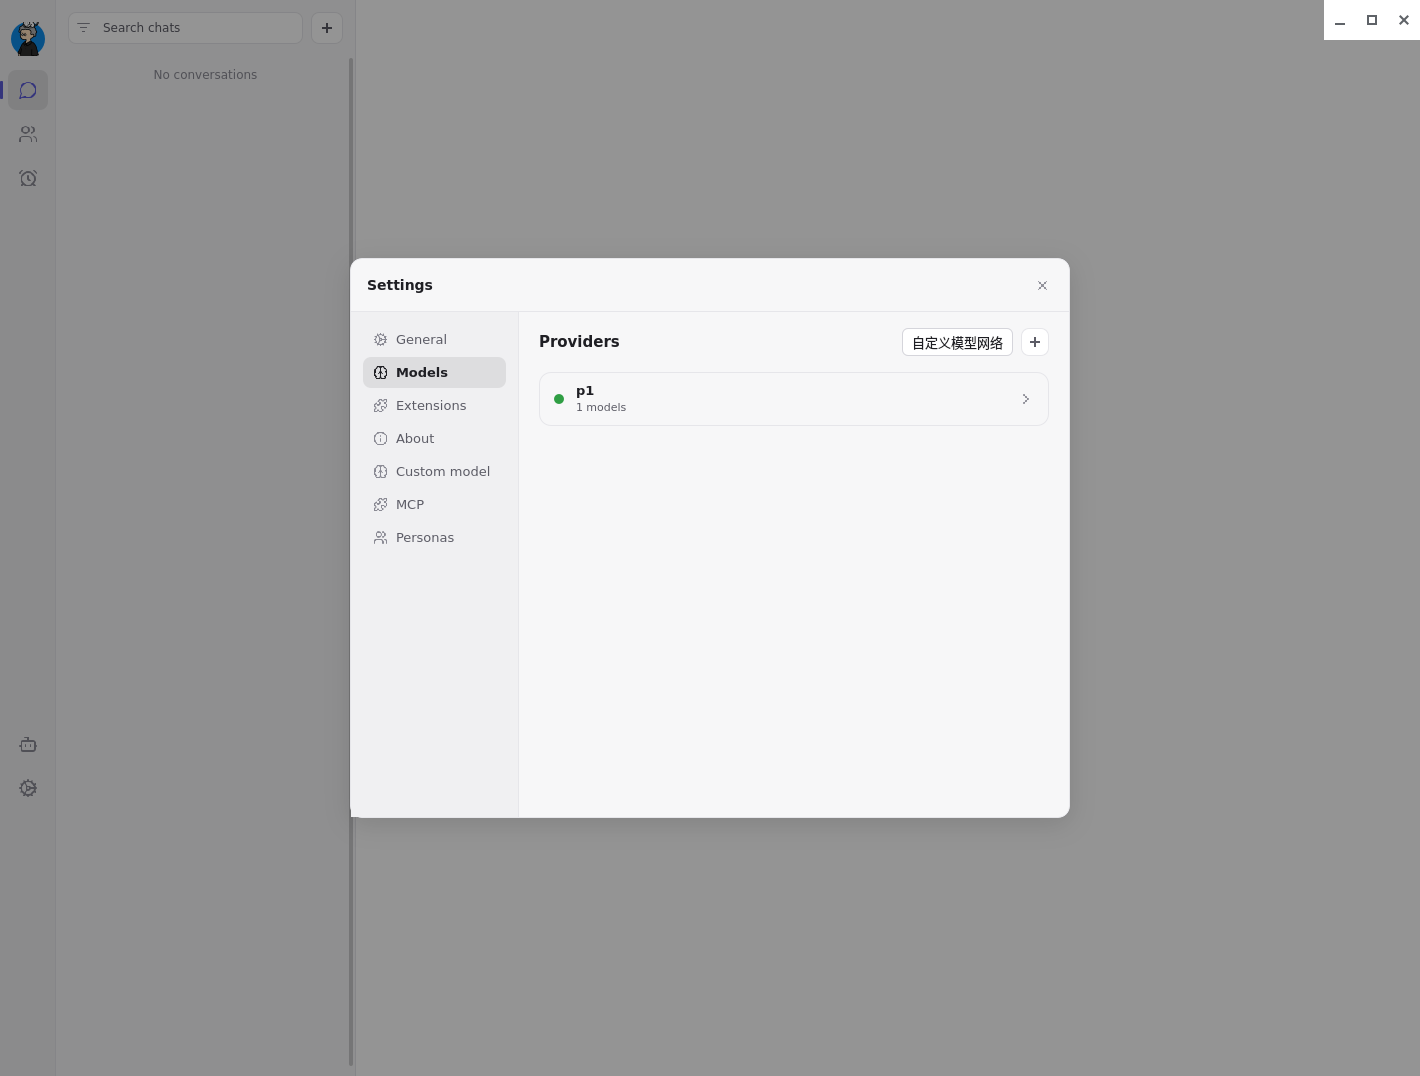 Search chats
No conversations
Settings
General
Models
Extensions
About
Custom model
MCP
Personas
Providers
自定义模型网络
p1
1 models